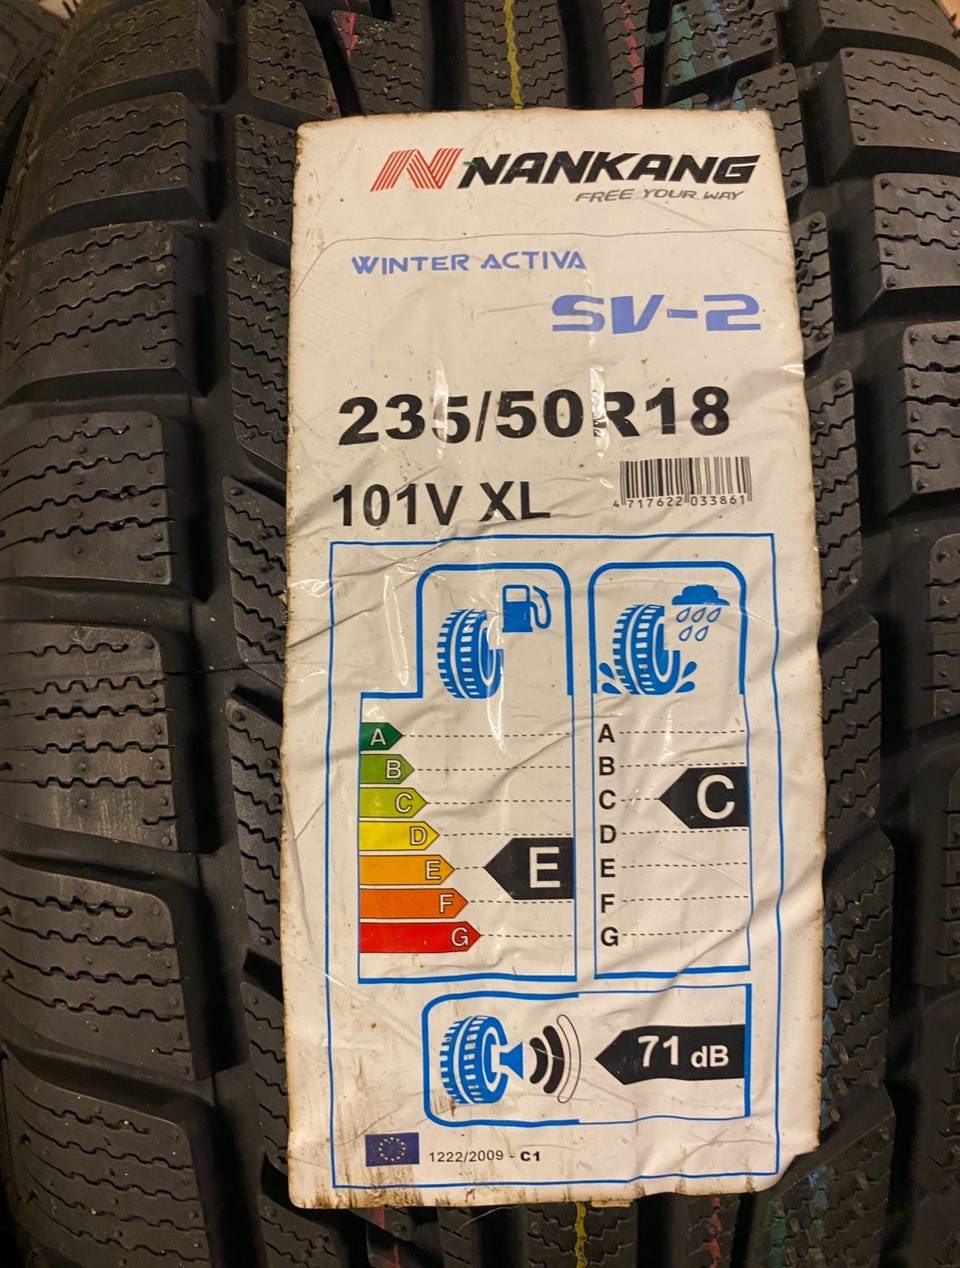 NANKANG
FREE YOUR WAY
WINTER ACTIVA
SV-2
235/50R18
101V XL
4 717622 033861
A
B
C
D
E
F
G
E
A
B
C
D
E
F
G
C
71 dB
1222/2009 - C1